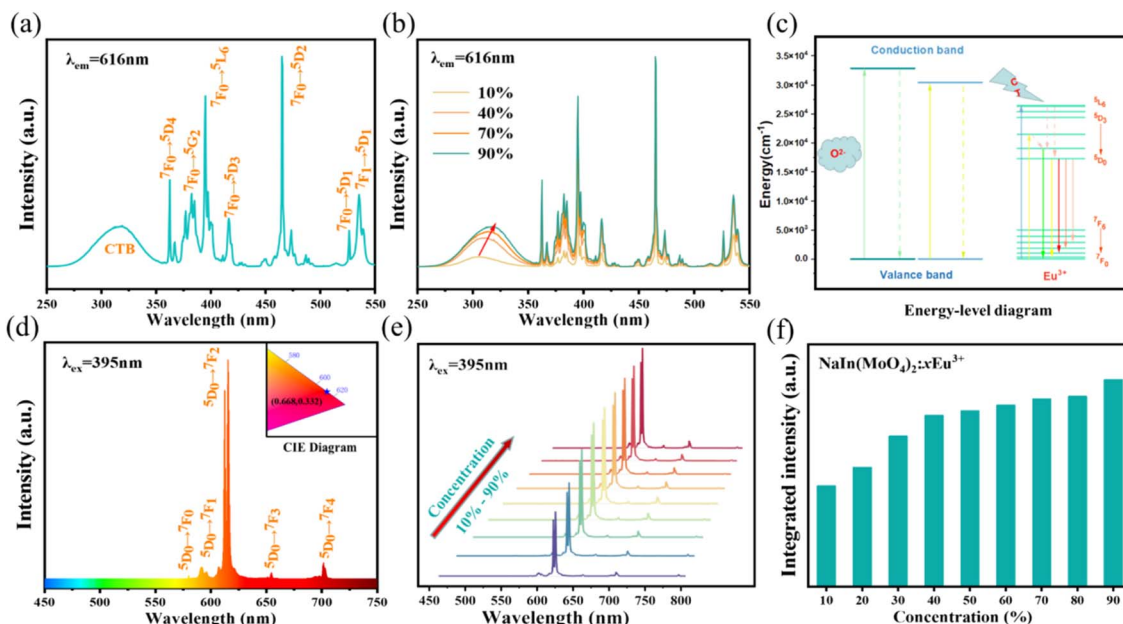 (a)
λem=616nm
CTB
7F0→5D4
7F0→5G2
7F0→5L6
7F0→5D3
7F0→5D2
7F0→5D1
7F1→5D1
Intensity (a.u.)
250 300 350 400 450 500 550
Wavelength (nm)
(b)
λem=616nm
10%
40%
70%
90%
Intensity (a.u.)
250 300 350 400 450 500 550
Wavelength (nm)
(c)
Energy(cm⁻¹)
3.5×10⁴
3.0×10⁴
2.5×10⁴
2.0×10⁴
1.5×10⁴
1.0×10⁴
5.0×10³
0.0
Conduction band
O²⁻
CT
⁵L₆
⁵D₃
⁵D₀
⁷F₆
⁷F₀
Valance band
Eu³⁺
Energy-level diagram
(d)
λex=395nm
5D0→7F0
5D0→7F1
5D0→7F2
5D0→7F3
5D0→7F4
580
600
620
(0.668,0.332)
CIE Diagram
Intensity (a.u.)
450 500 550 600 650 700 750
Wavelength (nm)
(e)
λex=395nm
Concentration
10% - 90%
Intensity (a.u.)
450 500 550 600 650 700 750 800
Wavelength (nm)
(f)
NaIn(MoO₄)₂:xEu³⁺
Integrated intensity (a.u.)
10 20 30 40 50 60 70 80 90
Concentration (%)